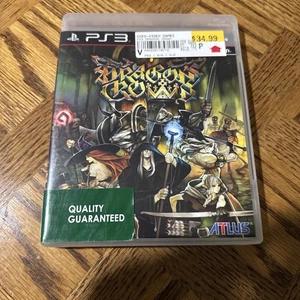 PS3
$34.99
P
V
DRAGON'S
CROWN
QUALITY
GUARANTEED
ATLUS